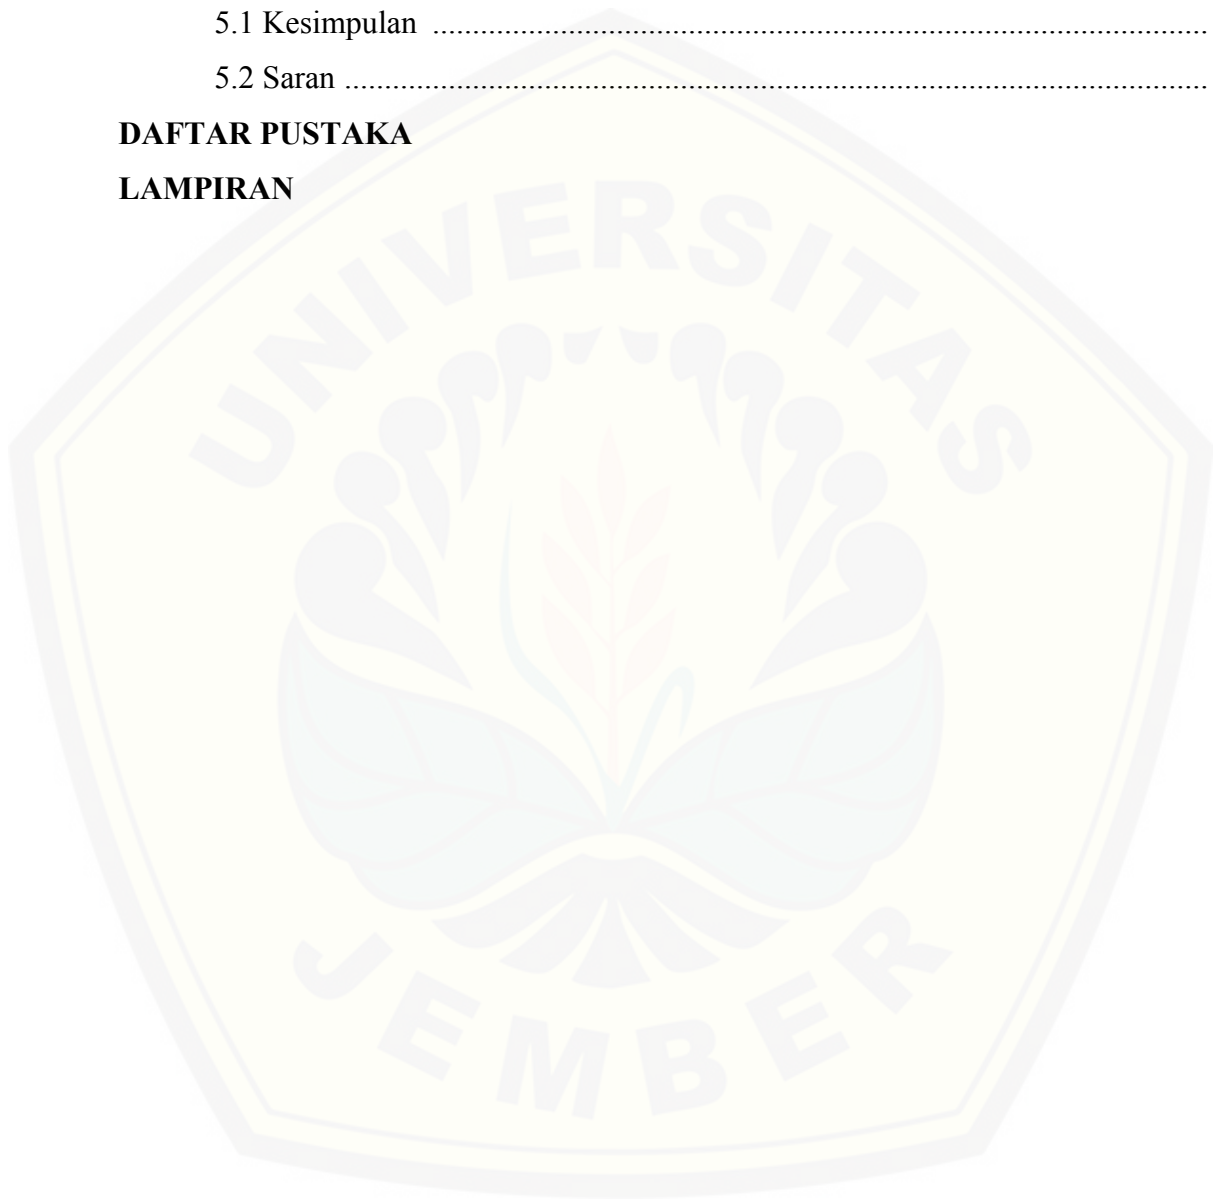 5.1 Kesimpulan ..................................................................................
5.2 Saran ...........................................................................................
DAFTAR PUSTAKA
LAMPIRAN
UNIVERSITAS
JEMBER